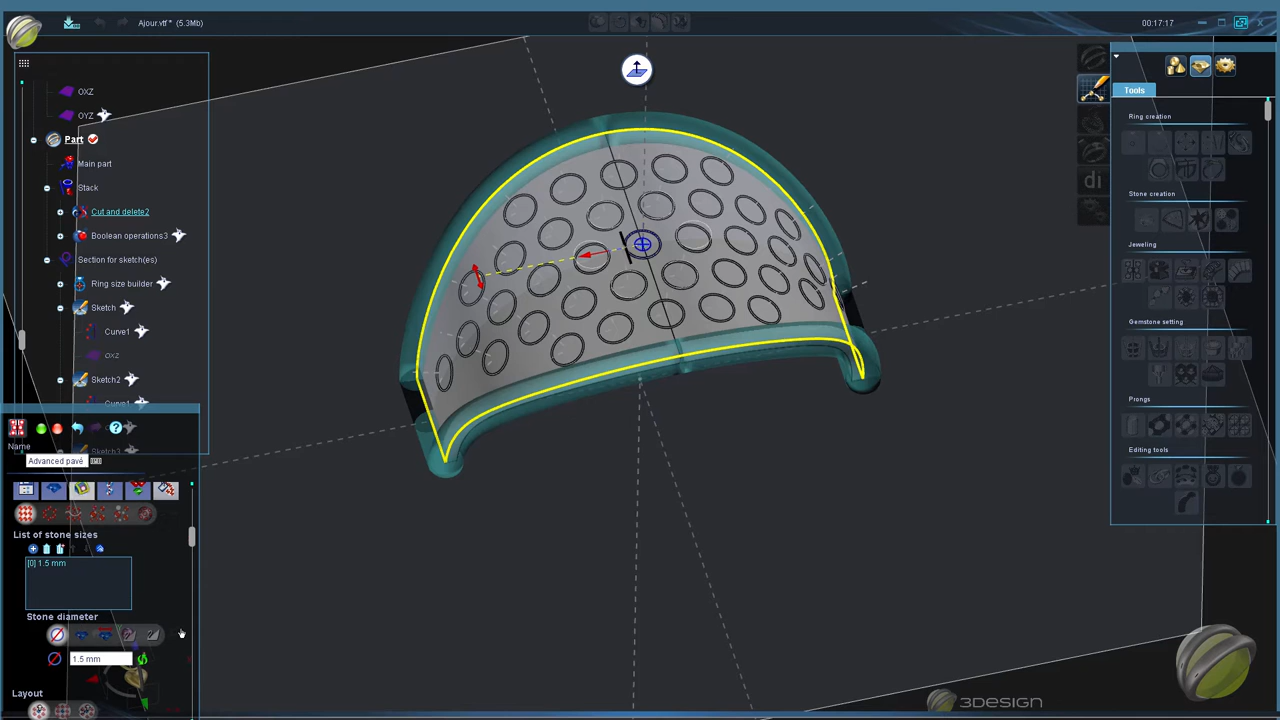 Ajour.vtf* (5.3Mb)
00:17:17
OXZ
OYZ
Part
Main part
Stack
Cut and delete2
Boolean operations3
Section for sketch(es)
Ring size builder
Sketch
Curve1
oxz
Sketch2
Curve1
Sketch3
Name
Advanced pavé
List of stone sizes
[0] 1.5 mm
Stone diameter
1.5 mm
Layout
di
Tools
Ring creation
Stone creation
Jeweling
Gemstone setting
Prongs
Editing tools
3DESIGN